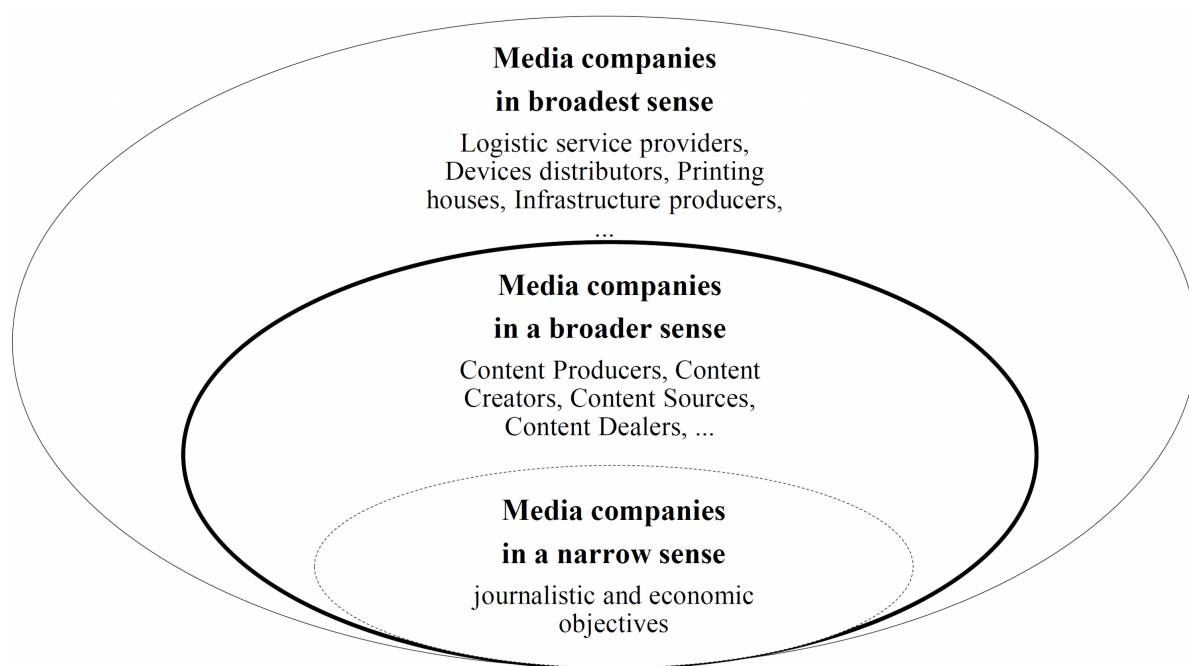 Media companies
in broadest sense
Logistic service providers,
Devices distributors, Printing
houses, Infrastructure producers,
...
Media companies
in a broader sense
Content Producers, Content
Creators, Content Sources,
Content Dealers, ...
Media companies
in a narrow sense
journalistic and economic
objectives